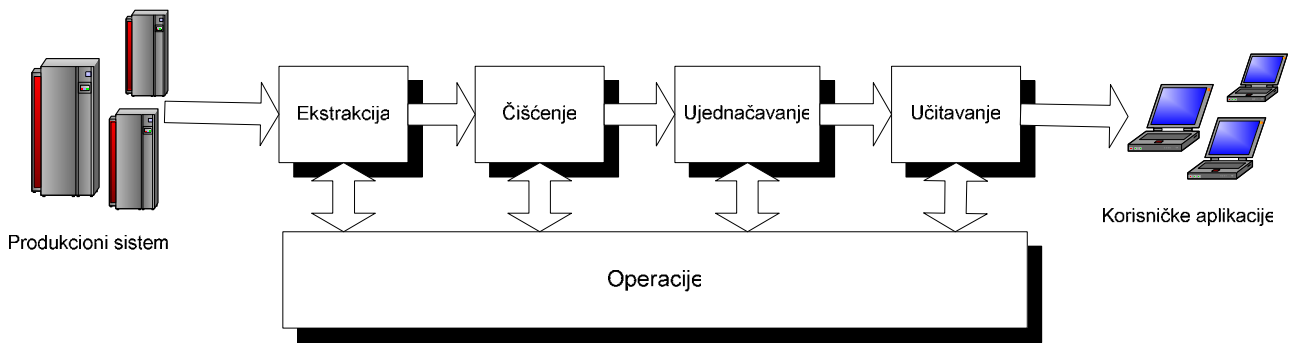 Ekstrakcija
Čišćenje
Ujednačavanje
Učitavanje
Produkcioni sistem
Korisničke aplikacije
Operacije